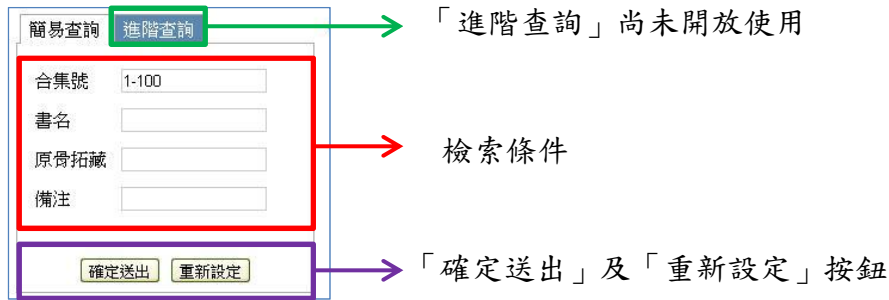 簡易查詢 進階查詢
「進階查詢」尚未開放使用
合集號 1-100
書名
原骨拓藏
備注
檢索條件
確定送出 重新設定
「確定送出」及「重新設定」按鈕